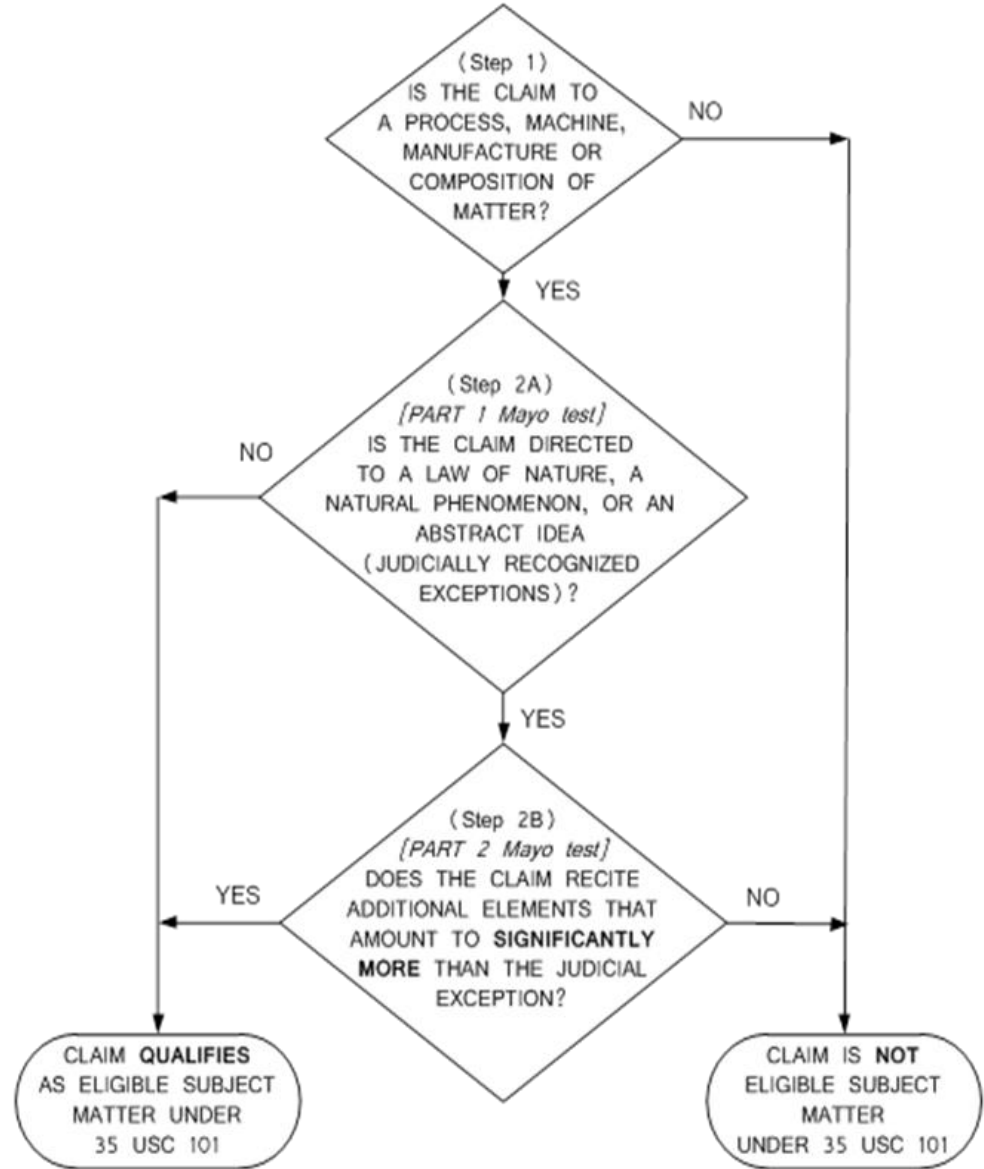 (Step 1)
IS THE CLAIM TO
A PROCESS, MACHINE,
MANUFACTURE OR
COMPOSITION OF
MATTER?
NO
YES
(Step 2A)
[PART 1 Mayo test]
IS THE CLAIM DIRECTED
TO A LAW OF NATURE, A
NATURAL PHENOMENON, OR AN
ABSTRACT IDEA
(JUDICIALLY RECOGNIZED
EXCEPTIONS)?
NO
YES
(Step 2B)
[PART 2 Mayo test]
DOES THE CLAIM RECITE
ADDITIONAL ELEMENTS THAT
AMOUNT TO SIGNIFICANTLY
MORE THAN THE JUDICIAL
EXCEPTION?
YES
NO
CLAIM QUALIFIES
AS ELIGIBLE SUBJECT
MATTER UNDER
35 USC 101
CLAIM IS NOT
ELIGIBLE SUBJECT
MATTER
UNDER 35 USC 101